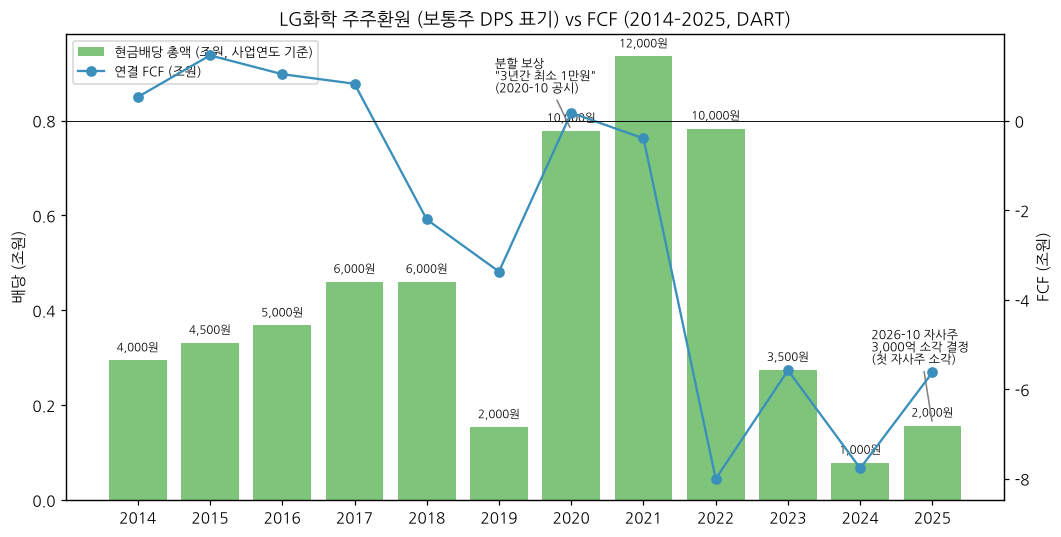 LG화학 주주환원 (보통주 DPS 표기) vs FCF (2014-2025, DART)
현금배당 총액 (조원, 사업연도 기준)
연결 FCF (조원)
분할 보상
"3년간 최소 1만원"
(2020-10 공시)
12,000원
10,000원
10,000원
6,000원
6,000원
5,000원
4,500원
4,000원
2,000원
3,500원
1,000원
2,000원
2026-10 자사주
3,000억 소각 결정
(첫 자사주 소각)
배당 (조원)
0.8
0.6
0.4
0.2
0.0
FCF (조원)
0
-2
-4
-6
-8
2014 2015 2016 2017 2018 2019 2020 2021 2022 2023 2024 2025